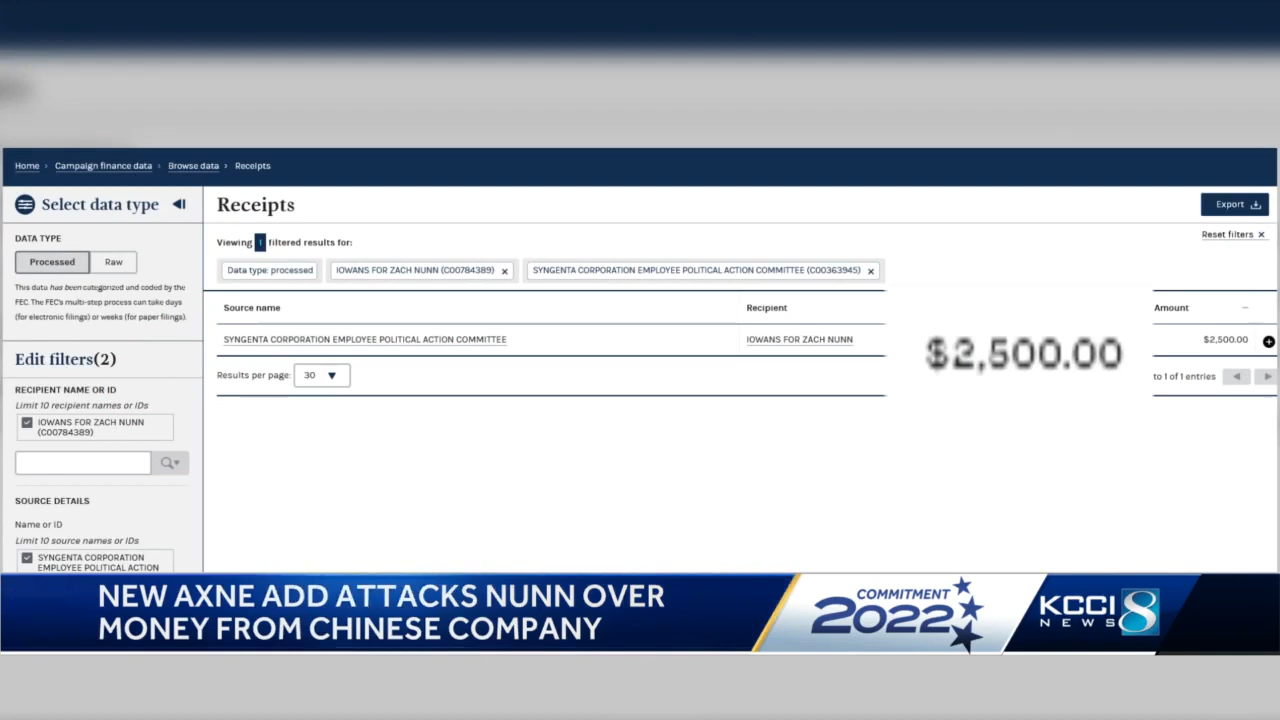 Home › Campaign finance data › Browse data › Receipts
Select data type
DATA TYPE
Processed Raw
This data has been categorized and coded by the
FEC. The FEC's multi-step process can take days
(for electronic filings) or weeks (for paper filings).
Edit filters(2)
RECIPIENT NAME OR ID
Limit 10 recipient names or IDs
IOWANS FOR ZACH NUNN
(C00784389)
SOURCE DETAILS
Name or ID
Limit 10 source names or IDs
SYNGENTA CORPORATION
EMPLOYEE POLITICAL ACTION
Receipts
Export
Viewing 1 filtered results for:
Reset filters ×
Data type: processed IOWANS FOR ZACH NUNN (C00784389) × SYNGENTA CORPORATION EMPLOYEE POLITICAL ACTION COMMITTEE (C00363945) ×
Source name Recipient Amount
SYNGENTA CORPORATION EMPLOYEE POLITICAL ACTION COMMITTEE IOWANS FOR ZACH NUNN $2,500.00
$2,500.00
Results per page: 30 to 1 of 1 entries
NEW AXNE ADD ATTACKS NUNN OVER
MONEY FROM CHINESE COMPANY
COMMITMENT
2022
KCCI 8
NEWS